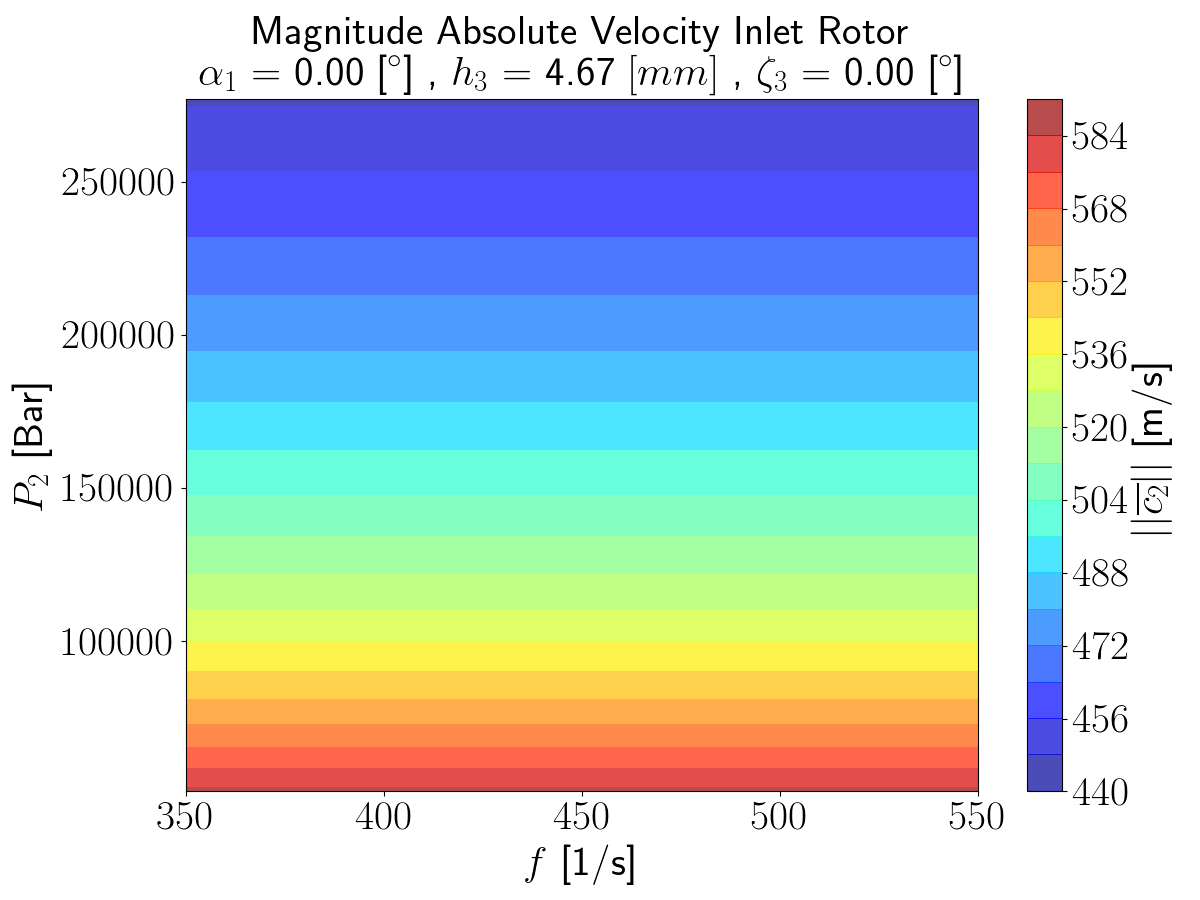 Magnitude Absolute Velocity Inlet Rotor
α₁ = 0.00 [°] , h₃ = 4.67 [mm] , ζ₃ = 0.00 [°]
250000
200000
150000
100000
P₂ [Bar]
350 400 450 500 550
f [1/s]
584
568
552
536
520
504
488
472
456
440
||c̅₂|| [m/s]